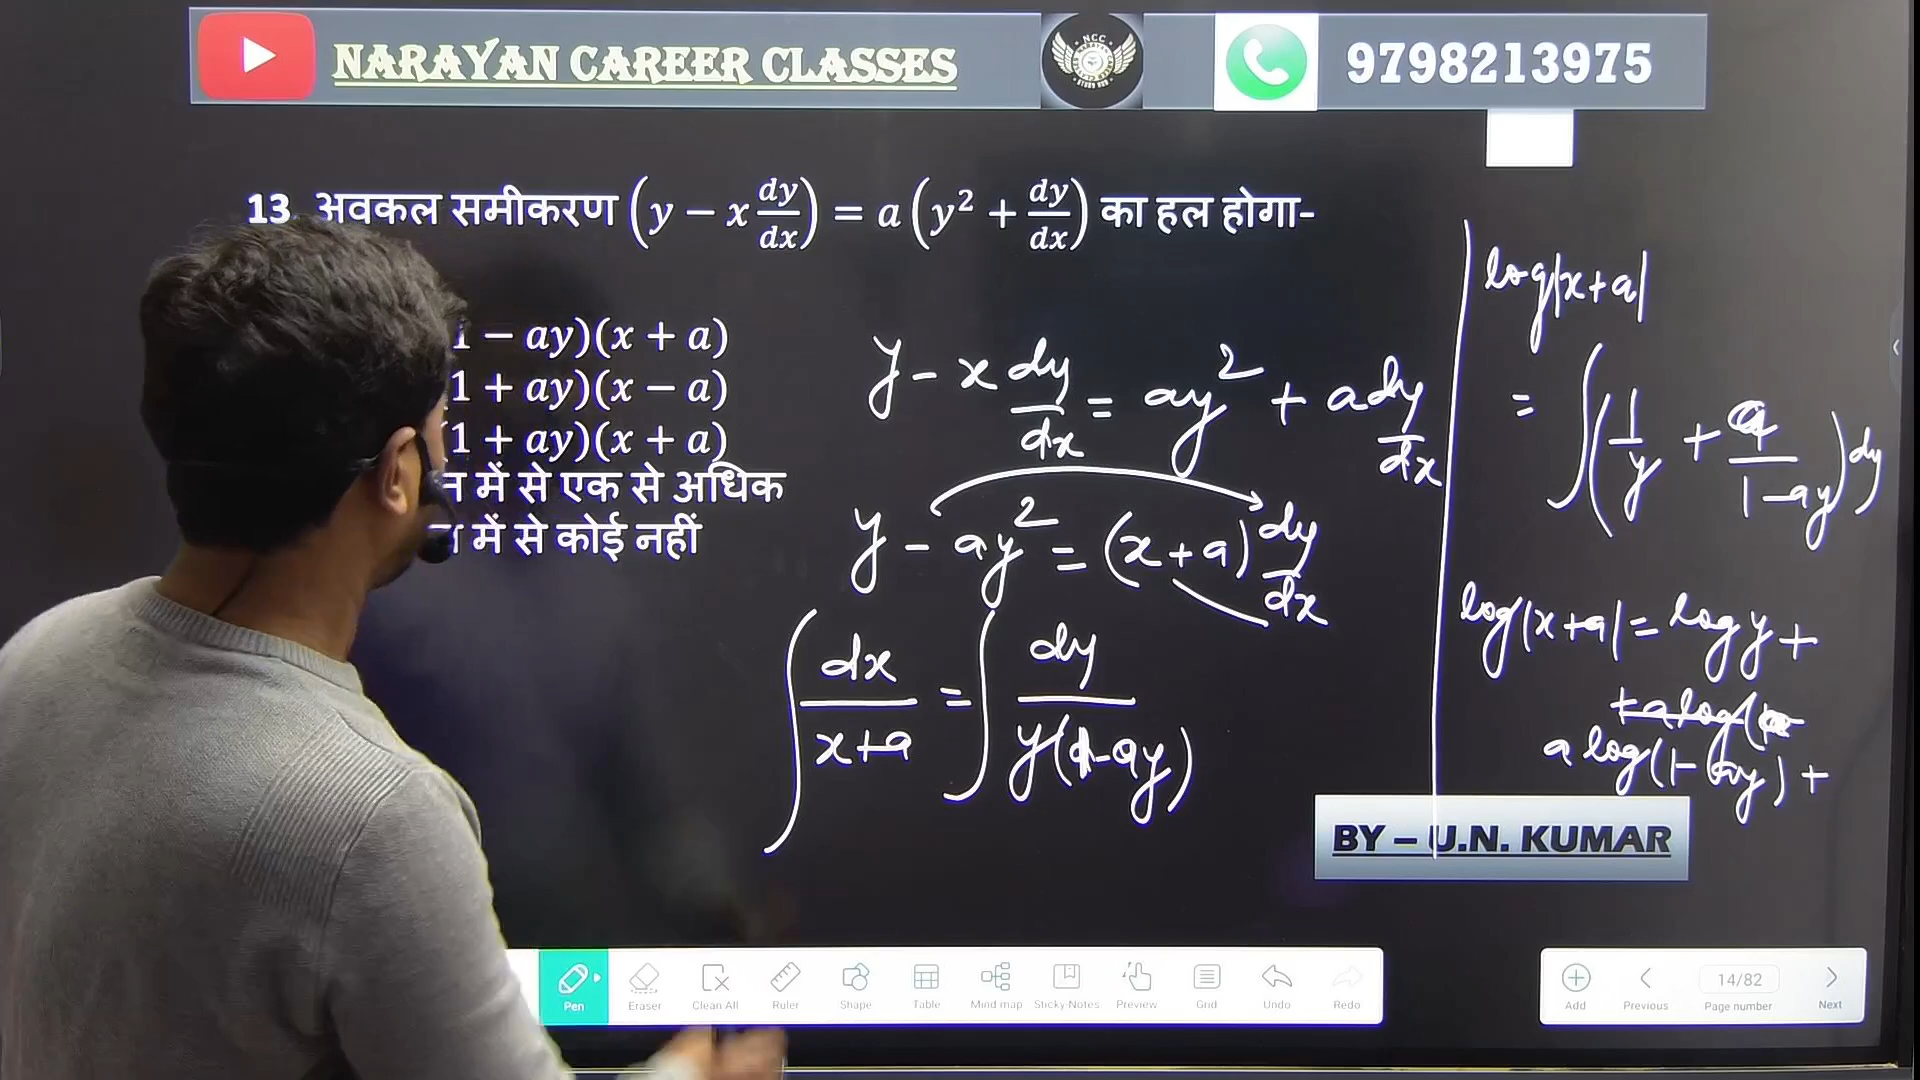 NARAYAN CAREER CLASSES
NCC
9798213975
13 अवकल समीकरण (y − x dy/dx) = a (y² + dy/dx) का हल होगा-
1 − ay)(x + a)
(1 + ay)(x − a)
(1 + ay)(x + a)
में से एक से अधिक
में से कोई नहीं
y - x dy/dx = ay² + a dy/dx
y - ay² = (x + a) dy/dx
∫ dx/(x+a) = ∫ dy/(y(1-ay))
log|x+a|
= ∫(1/y + a/(1-ay)) dy
log|x+a| = log y +
+a log(
a log(1-ay) +
BY – U.N. KUMAR
Pen Eraser Clean All Ruler Shape Table Mind map Sticky-Notes Preview Grid Undo Redo
Add Previous 14/82 Page number Next